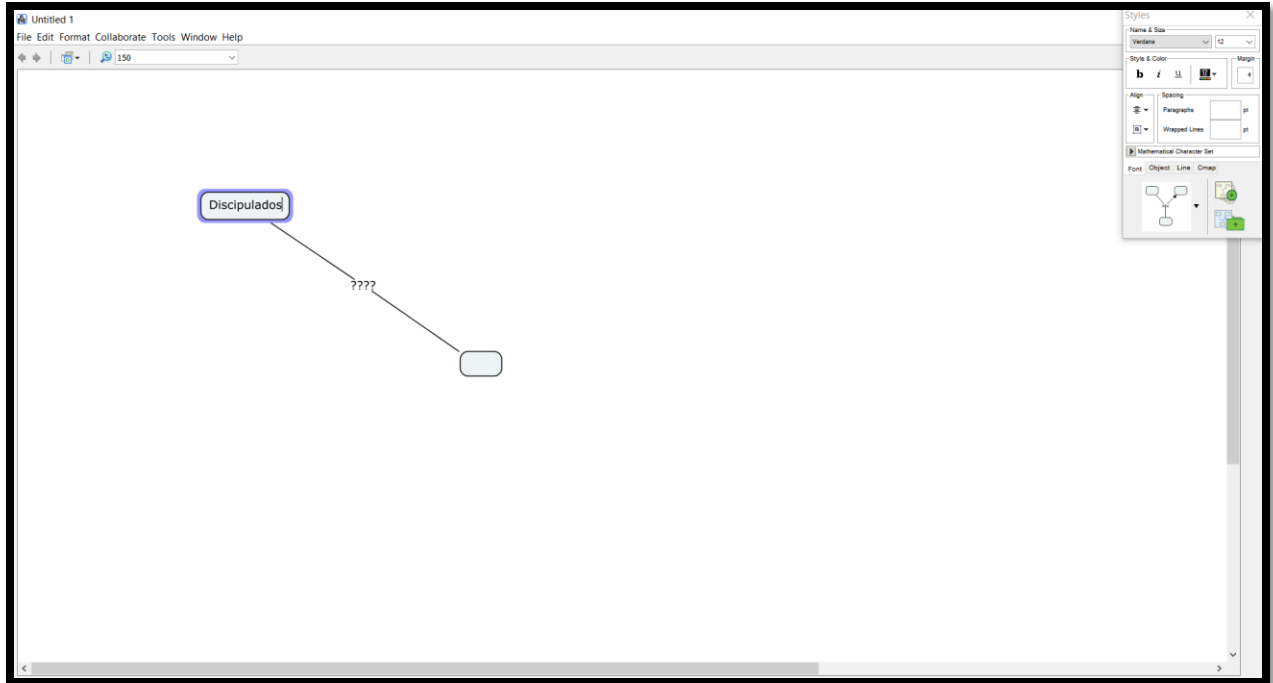 Untitled 1
File Edit Format Collaborate Tools Window Help
150
Discipulados
????
Styles
Name & Size
Verdana 12
Style & Color Margin
b i u 4
Align Spacing
Paragraphs pt
Wrapped Lines pt
Mathematical Character Set
Font Object Line Cmap